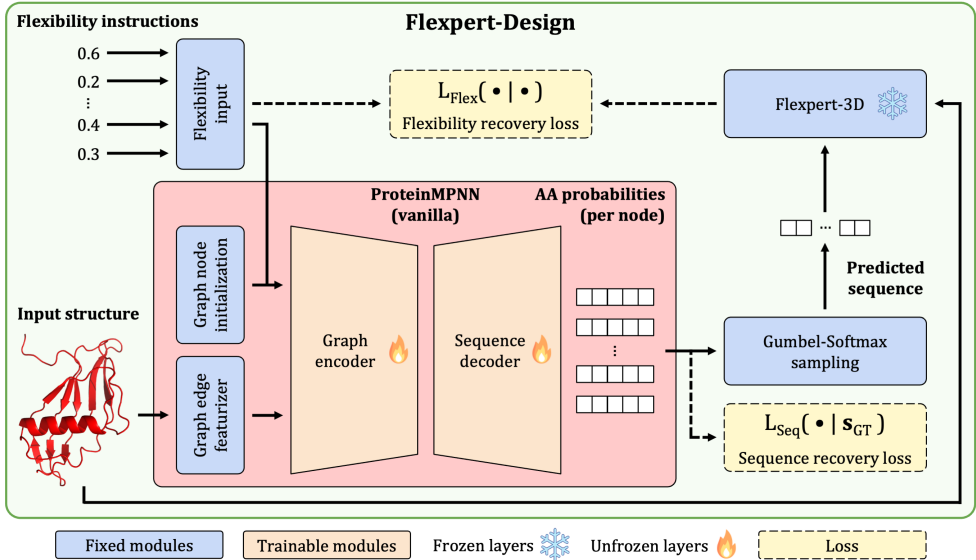 Flexpert-Design
Flexibility instructions
0.6
0.2
...
0.4
0.3
Flexibility
input
L_Flex( • | • )
Flexibility recovery loss
Flexpert-3D
ProteinMPNN
(vanilla)
AA probabilities
(per node)
Graph node
initialization
Graph edge
featurizer
Input structure
Graph
encoder
Sequence
decoder
...
...
Predicted
sequence
Gumbel-Softmax
sampling
L_Seq( • | s_GT )
Sequence recovery loss
Fixed modules
Trainable modules
Frozen layers
Unfrozen layers
Loss